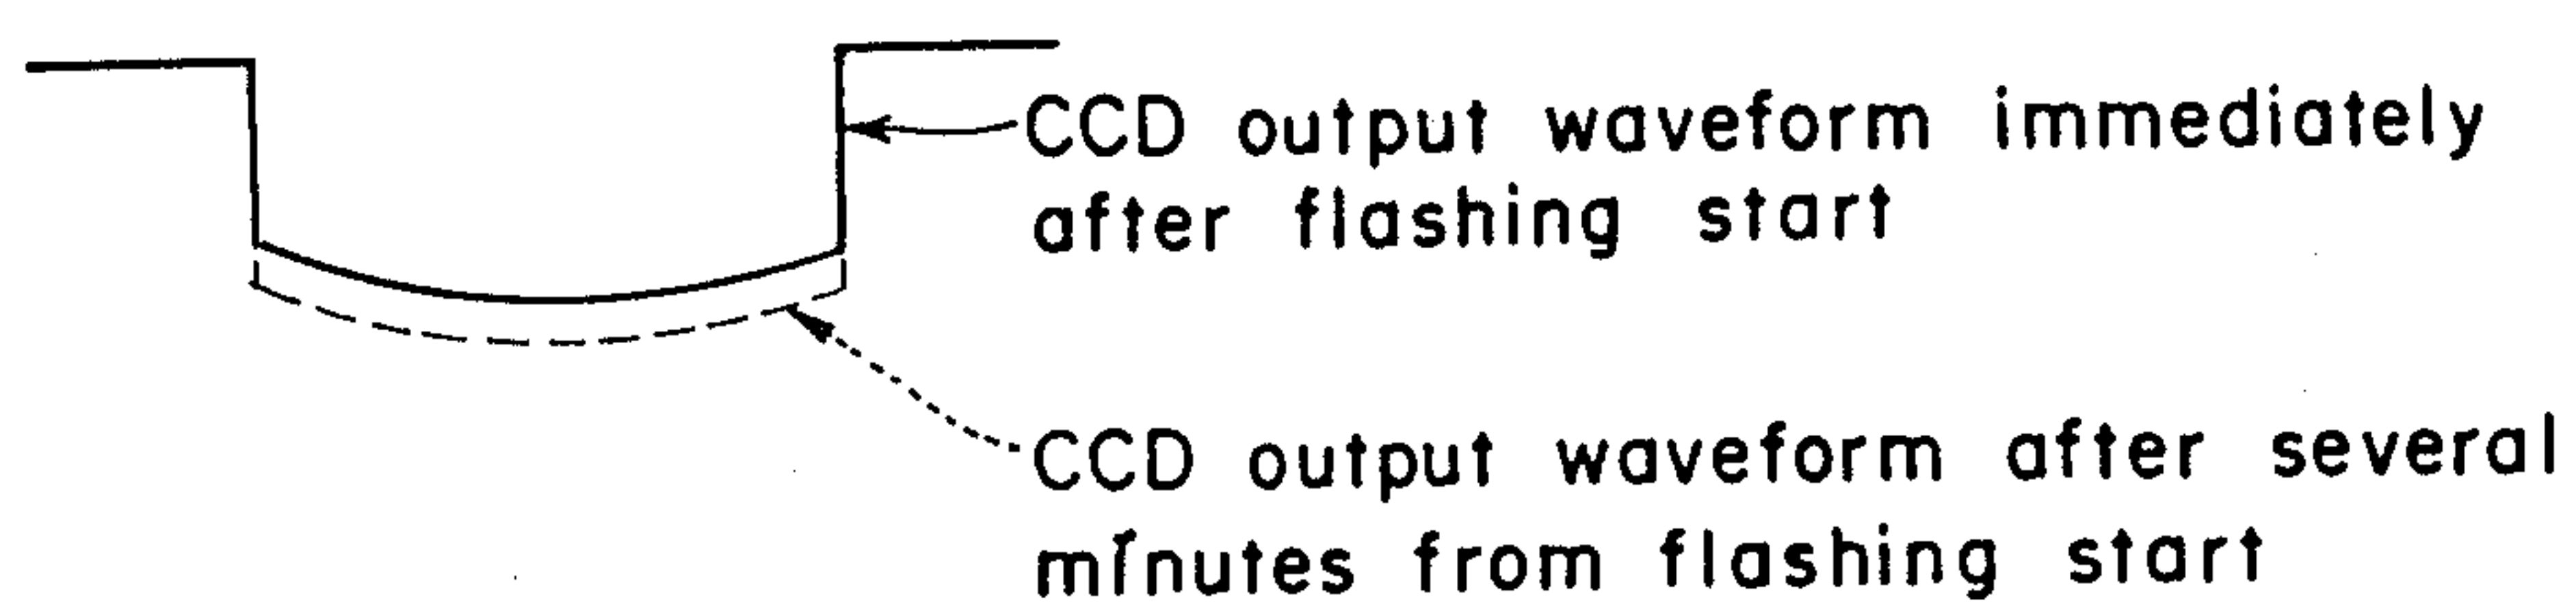 CCD output waveform immediately
after flashing start
CCD output waveform after several
minutes from flashing start